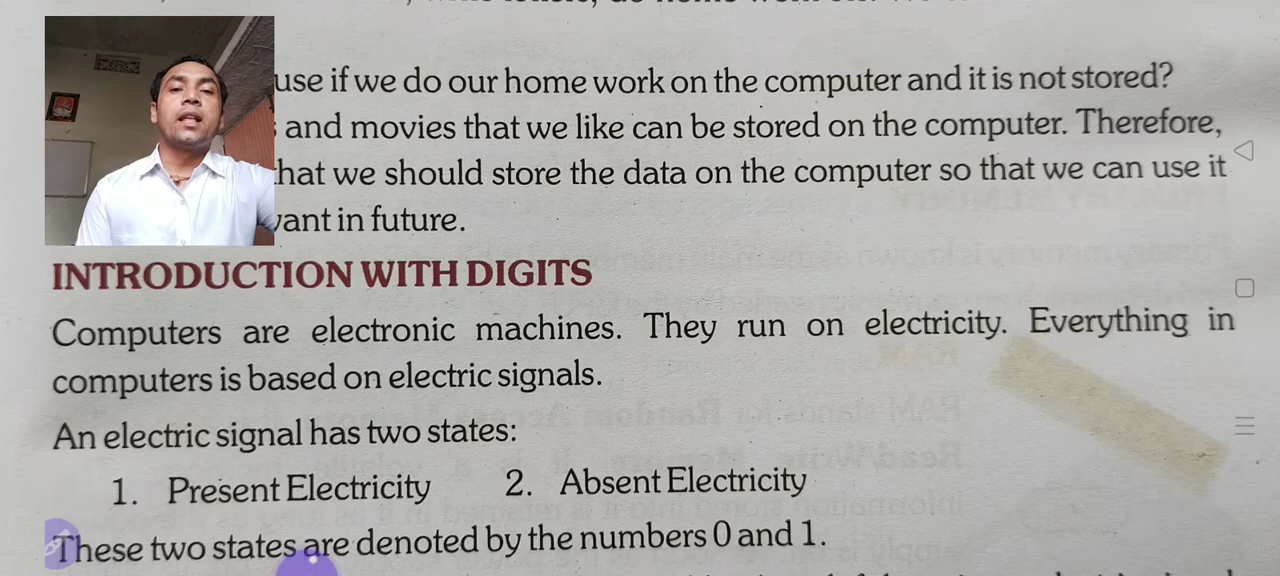 use if we do our home work on the computer and it is not stored?
and movies that we like can be stored on the computer. Therefore,
that we should store the data on the computer so that we can use it
want in future.
INTRODUCTION WITH DIGITS
Computers are electronic machines. They run on electricity. Everything in
computers is based on electric signals.
An electric signal has two states:
1. Present Electricity 2. Absent Electricity
These two states are denoted by the numbers 0 and 1.